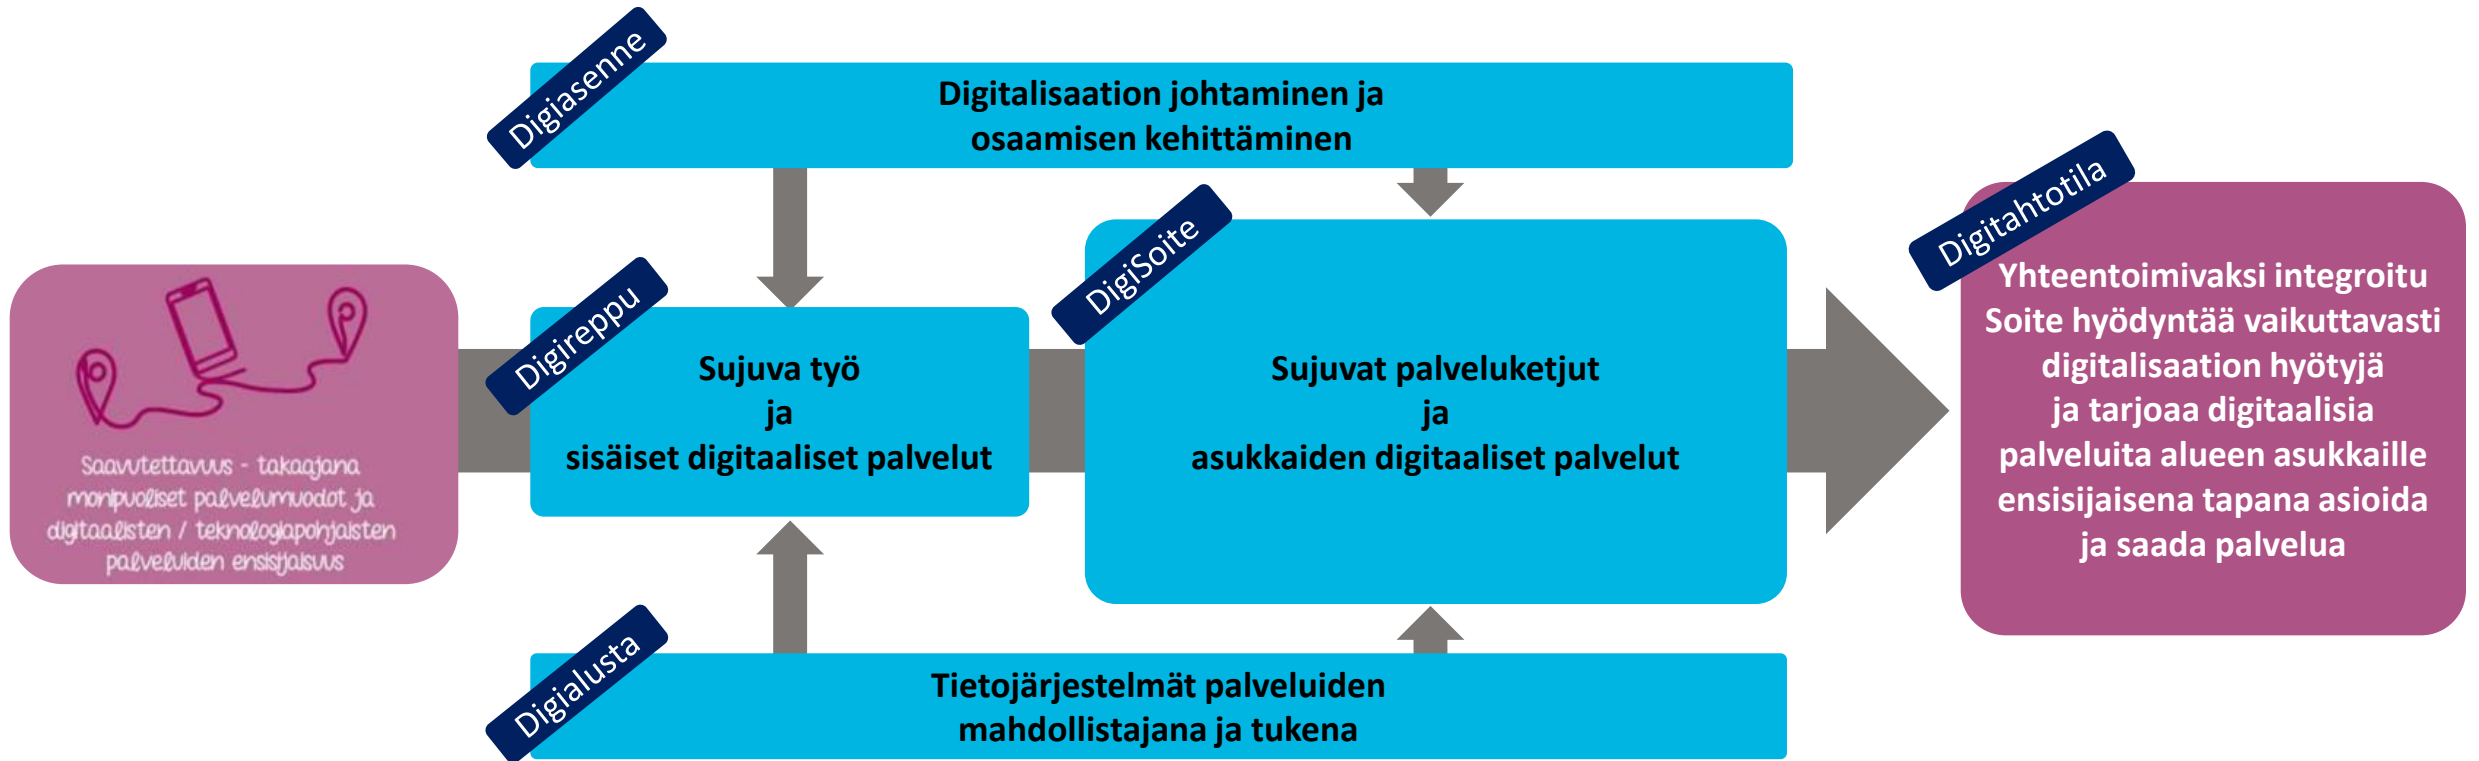 Digiasenne
Digitalisaation johtaminen ja
osaamisen kehittäminen
Saavutettavuus - takaajana
monipuoliset palvelumuodot ja
digitaalisten / teknologiapohjaisten
palveluiden ensisijaisuus
Digireppu
Sujuva työ
ja
sisäiset digitaaliset palvelut
DigiSoite
Sujuvat palveluketjut
ja
asukkaiden digitaaliset palvelut
Digitahtotila
Yhteentoimivaksi integroitu
Soite hyödyntää vaikuttavasti
digitalisaation hyötyjä
ja tarjoaa digitaalisia
palveluita alueen asukkaille
ensisijaisena tapana asioida
ja saada palvelua
Digialusta
Tietojärjestelmät palveluiden
mahdollistajana ja tukena